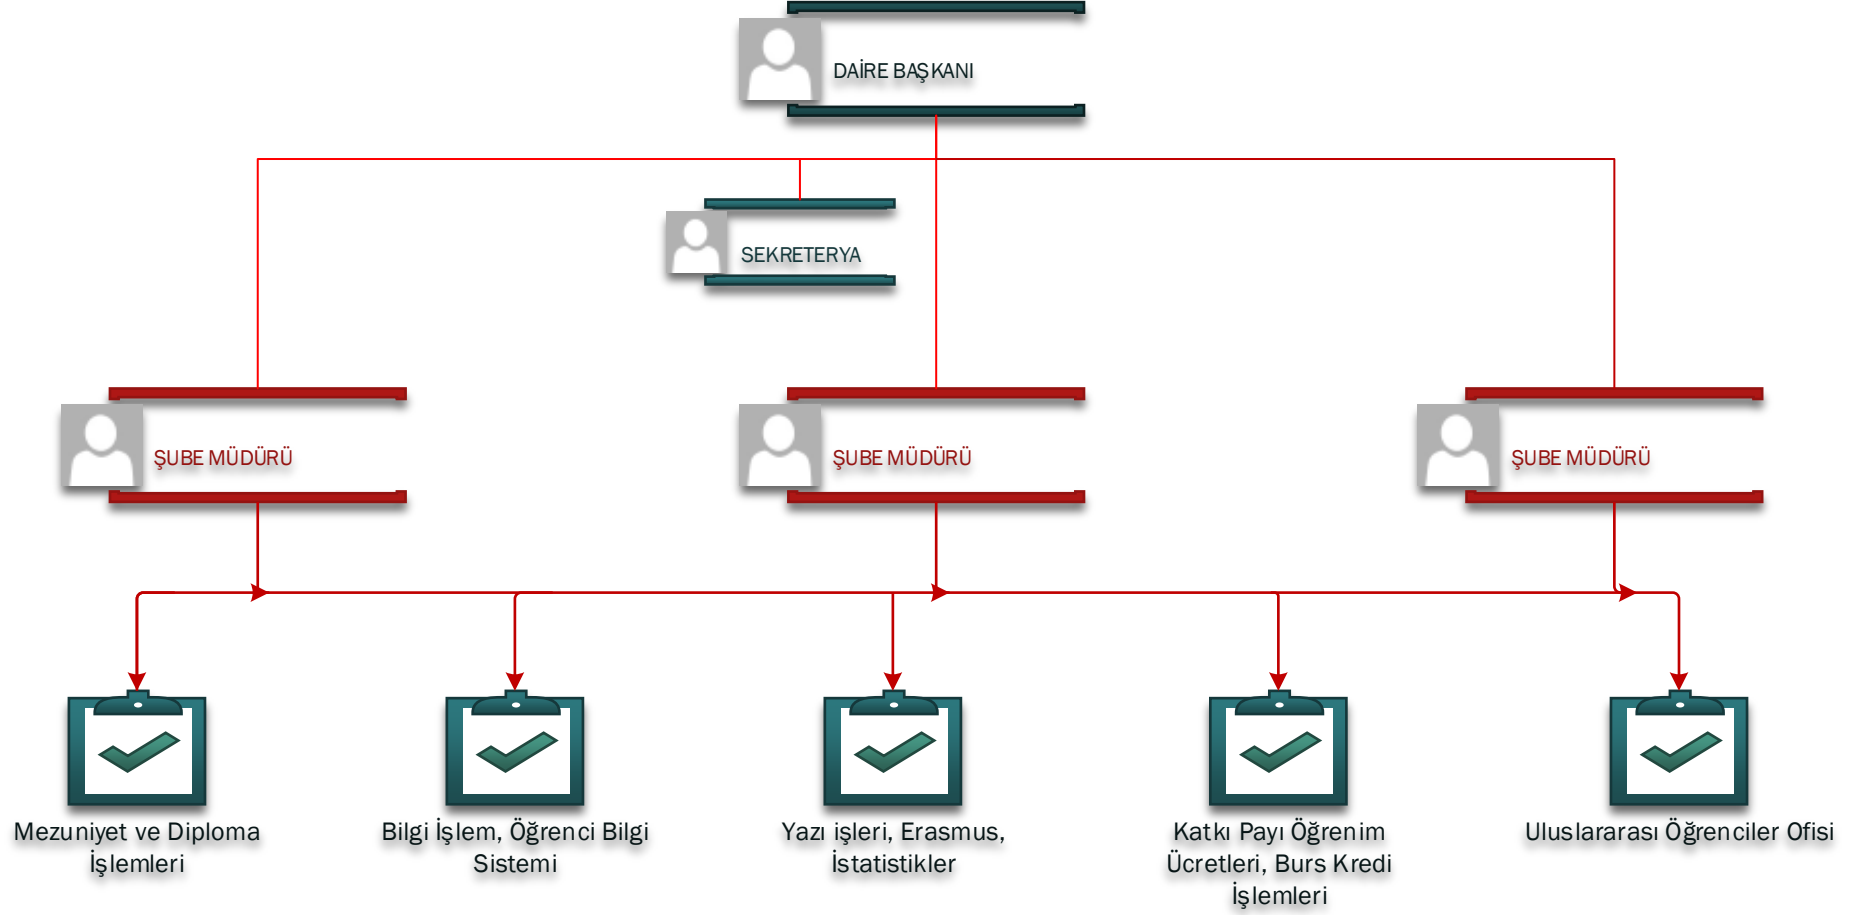 DAİRE BAŞKANI
SEKRETERYA
ŞUBE MÜDÜRÜ
ŞUBE MÜDÜRÜ
ŞUBE MÜDÜRÜ
Mezuniyet ve Diploma
İşlemleri
Bilgi İşlem, Öğrenci Bilgi
Sistemi
Yazı işleri, Erasmus,
İstatistikler
Katkı Payı Öğrenim
Ücretleri, Burs Kredi
İşlemleri
Uluslararası Öğrenciler Ofisi